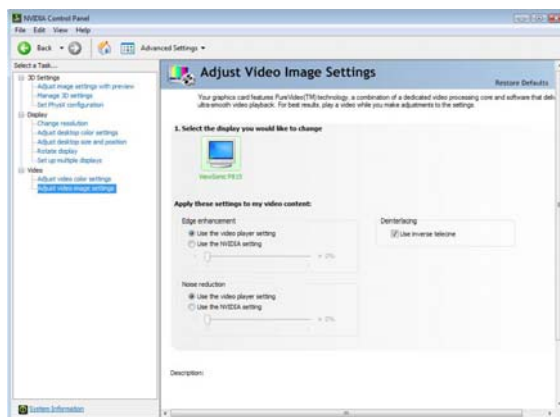 NVIDIA Control Panel
File Edit View Help
Back Advanced Settings
Select a Task...
3D Settings
Adjust image settings with preview
Manage 3D settings
Set PhysX configuration
Display
Change resolution
Adjust desktop color settings
Adjust desktop size and position
Rotate display
Set up multiple displays
Video
Adjust video color settings
Adjust video image settings
System Information
Adjust Video Image Settings
Restore Defaults
Your graphics card features PureVideo(TM) technology, a combination of a dedicated video processing core and software that deliv
ultra-smooth video playback. For best results, play a video while you make adjustments to the settings.
1. Select the display you would like to change
ViewSonic P815
Apply these settings to my video content:
Edge enhancement
Use the video player setting
Use the NVIDIA setting
- + 0%
Deinterlacing
Use inverse telecine
Noise reduction
Use the video player setting
Use the NVIDIA setting
- + 0%
Description: